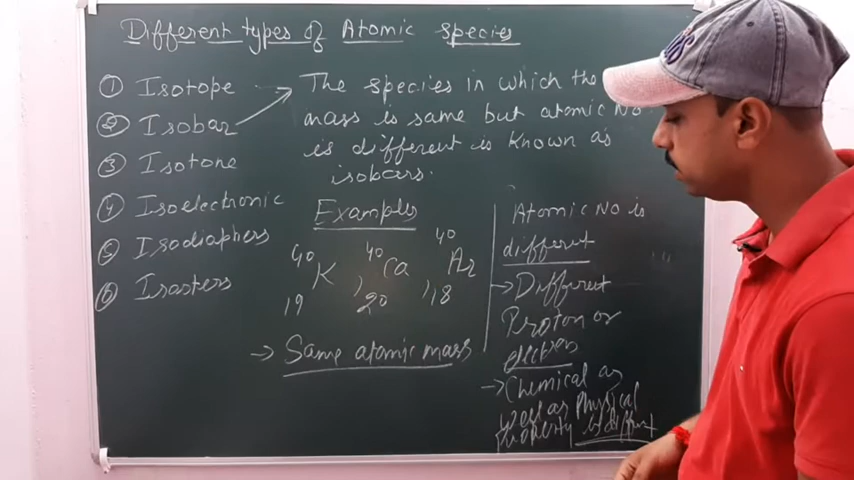 Different types of Atomic species
① Isotope
② Isobar
③ Isotone
④ Isoelectronic
⑤ Isodiaphers
⑥ Isosters
The species in which the
mass is same but atomic No
is different is known as
isobars.
Examples
40 K 19, 40 Ca 20, 40 Ar 18
→ Same atomic mass
Atomic No is
different
→ Different
Proton or
electron
→ Chemical as
well as Physical
property is different